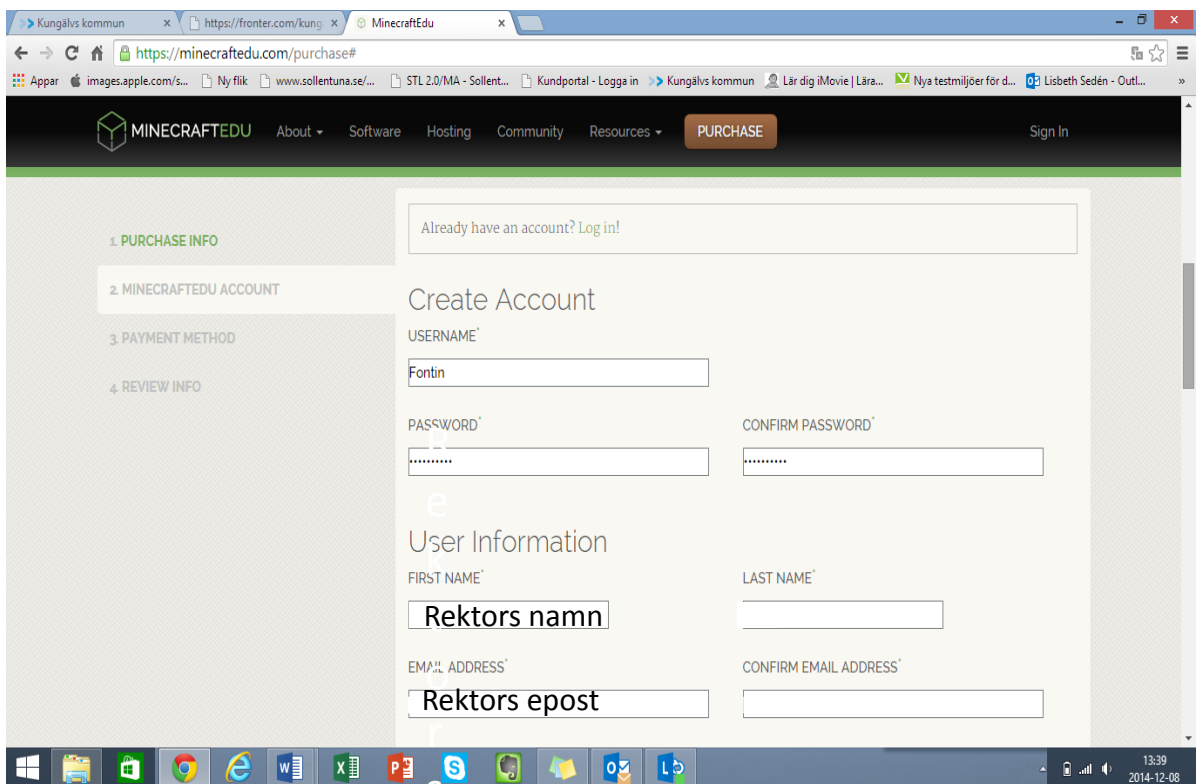 Kungälvs kommun × https://fronter.com/kung × MinecraftEdu ×
https://minecraftedu.com/purchase#
Appar images.apple.com/s... Ny flik www.sollentuna.se/... STL 2.0/MA - Sollent... Kundportal - Logga in Kungälvs kommun Lär dig iMovie | Lära... Nya testmiljöer för d... Lisbeth Sedén - Outl... »
MINECRAFTEDU About Software Hosting Community Resources PURCHASE Sign In
Already have an account? Log in!
1. PURCHASE INFO
2. MINECRAFTEDU ACCOUNT
3. PAYMENT METHOD
4. REVIEW INFO
Create Account
USERNAME*
Fontin
PASSWORD* CONFIRM PASSWORD*
•••••••••• ••••••••••
User Information
FIRST NAME* LAST NAME*
Rektors namn
EMAIL ADDRESS* CONFIRM EMAIL ADDRESS*
Rektors epost
R
e
k
t
o
r
s
13:39
2014-12-08